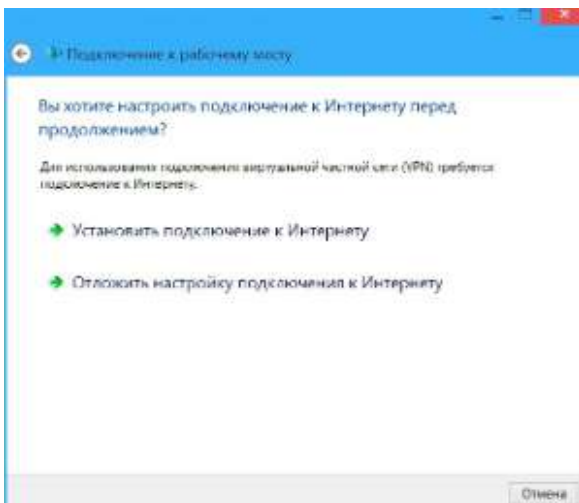 Подключение к рабочему месту
Вы хотите настроить подключение к Интернету перед
продолжением?
Для использования подключения виртуальной частной сети (VPN) требуется
подключение к Интернету.
Установить подключение к Интернету
Отложить настройку подключения к Интернету
Отмена